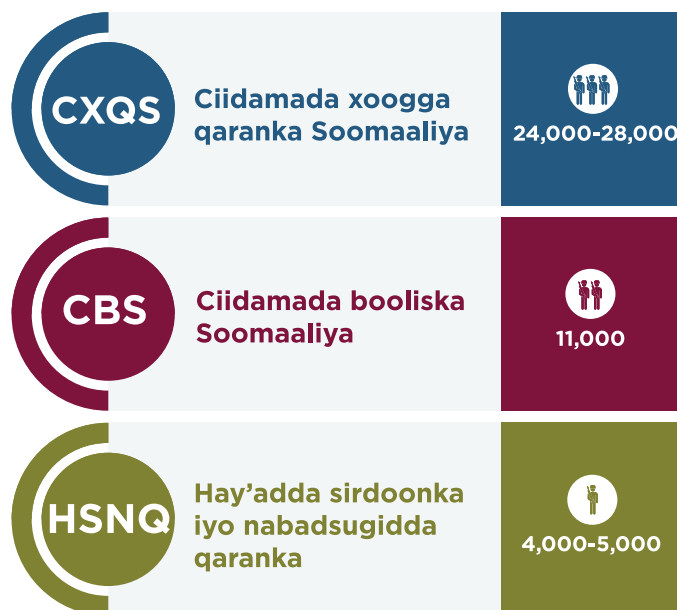 CXQS
Ciidamada xoogga
qaranka Soomaaliya
24,000-28,000
CBS
Ciidamada booliska
Soomaaliya
11,000
HSNQ
Hay’adda sirdoonka
iyo nabadsugidda
qaranka
4,000-5,000